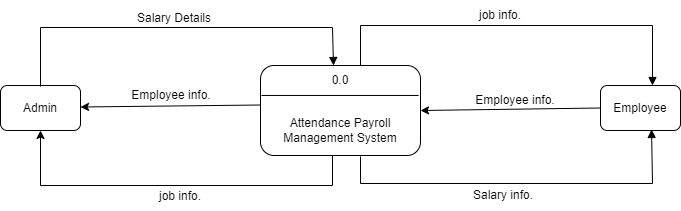 Salary Details
job info.
0.0
Employee info.
Employee info.
Admin
Attendance Payroll
Management System
Employee
job info.
Salary info.